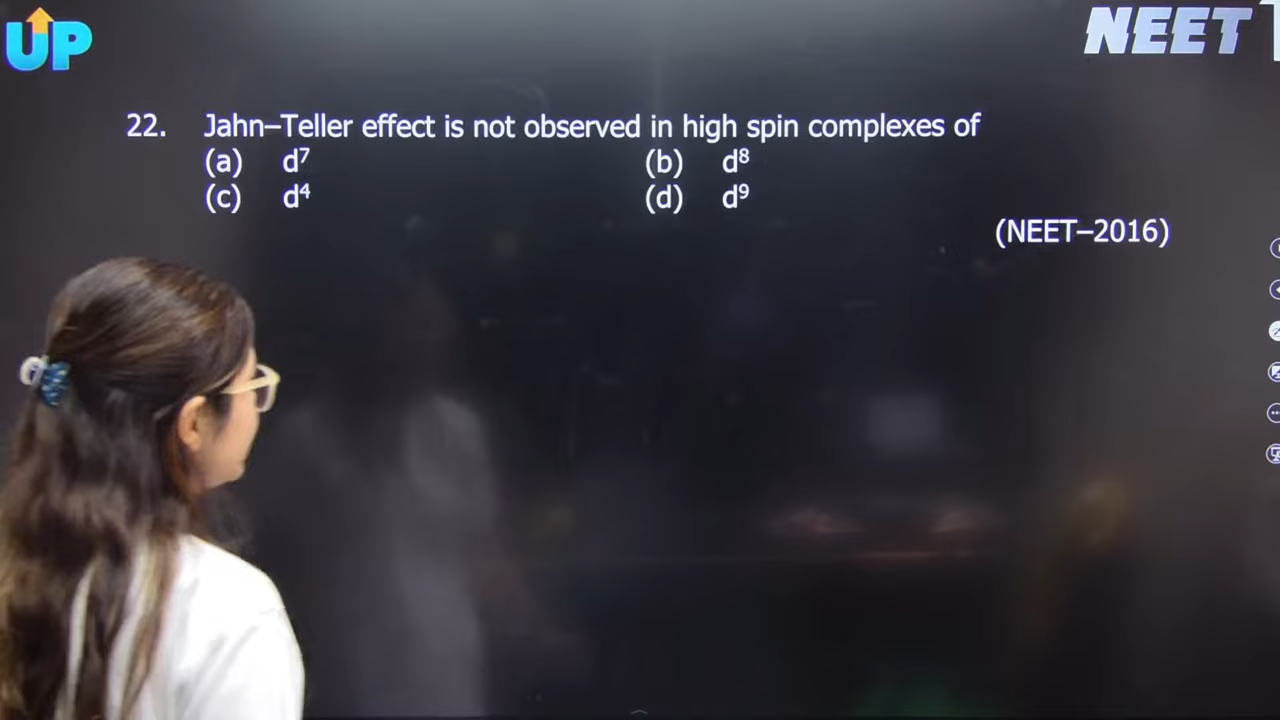 UP
NEET
22. Jahn–Teller effect is not observed in high spin complexes of
(a) d⁷ (b) d⁸
(c) d⁴ (d) d⁹
(NEET–2016)